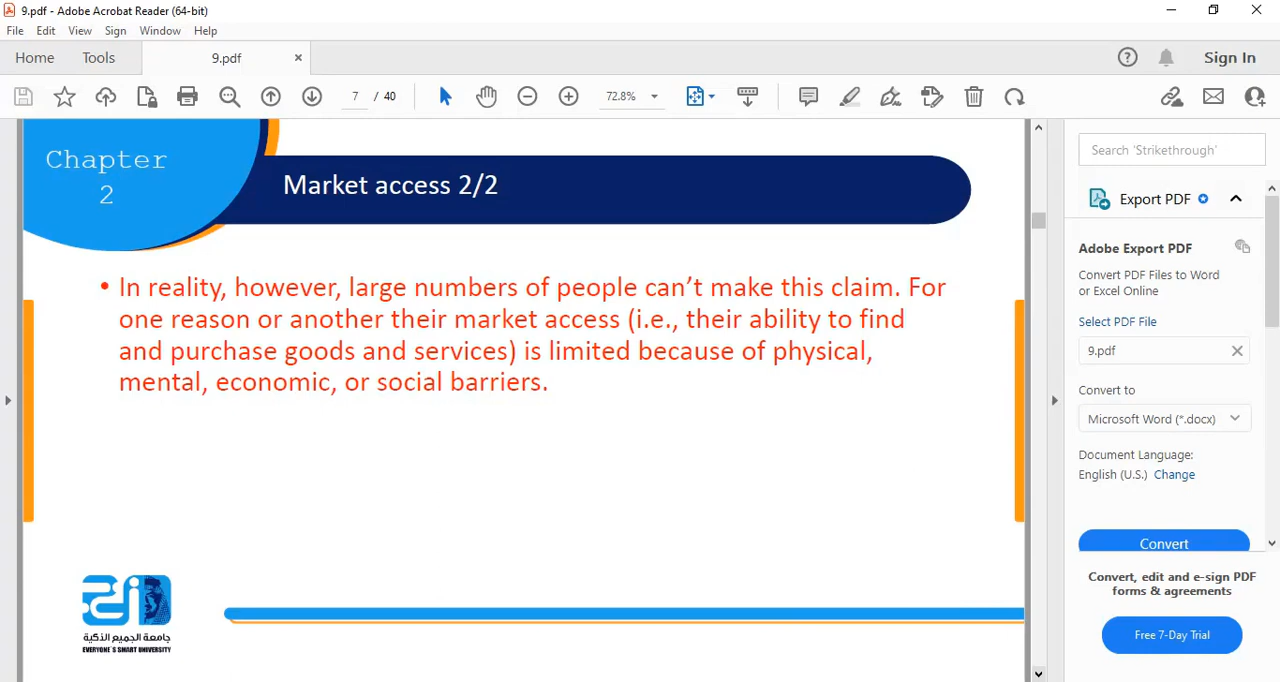 9.pdf - Adobe Acrobat Reader (64-bit)
File Edit View Sign Window Help
Home Tools 9.pdf Sign In
7 / 40 72.8%
Chapter
2
Market access 2/2
• In reality, however, large numbers of people can’t make this claim. For
one reason or another their market access (i.e., their ability to find
and purchase goods and services) is limited because of physical,
mental, economic, or social barriers.
جامعة الجميع الذكية
EVERYONE`S SMART UNIVERSITY
Search 'Strikethrough'
Export PDF
Adobe Export PDF
Convert PDF Files to Word
or Excel Online
Select PDF File
9.pdf
Convert to
Microsoft Word (*.docx)
Document Language:
English (U.S.) Change
Convert
Convert, edit and e-sign PDF
forms & agreements
Free 7-Day Trial